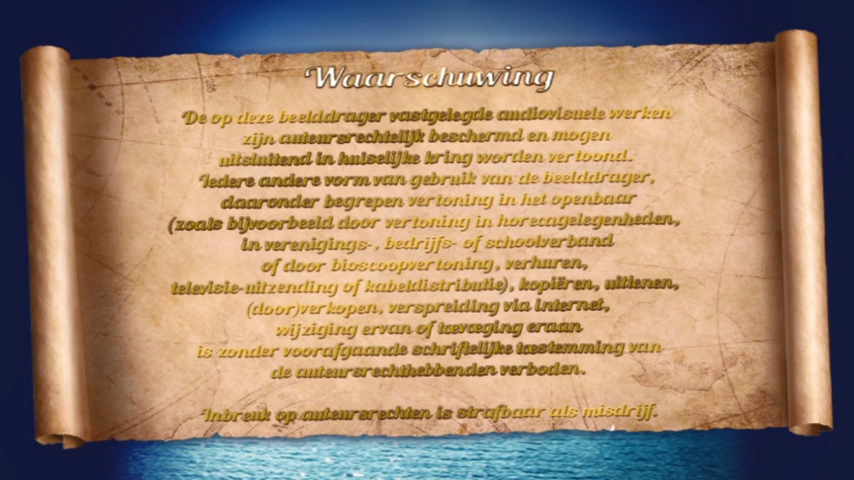 Waarschuwing
De op deze beelddrager vastgelegde audiovisuele werken
zijn auteursrechtelijk beschermd en mogen
uitsluitend in huiselijke kring worden vertoond.
Iedere andere vorm van gebruik van de beelddrager,
daaronder begrepen vertoning in het openbaar
(zoals bijvoorbeeld door vertoning in horecagelegenheden,
in verenigings-, bedrijfs- of schoolverband
of door bioscoopvertoning, verhuren,
televisie-uitzending of kabeldistributie), kopiëren, uitlenen,
(door)verkopen, verspreiding via internet,
wijziging ervan of toevoeging eraan
is zonder voorafgaande schriftelijke toestemming van
de auteursrechthebbenden verboden.
Inbreuk op auteursrechten is strafbaar als misdrijf.